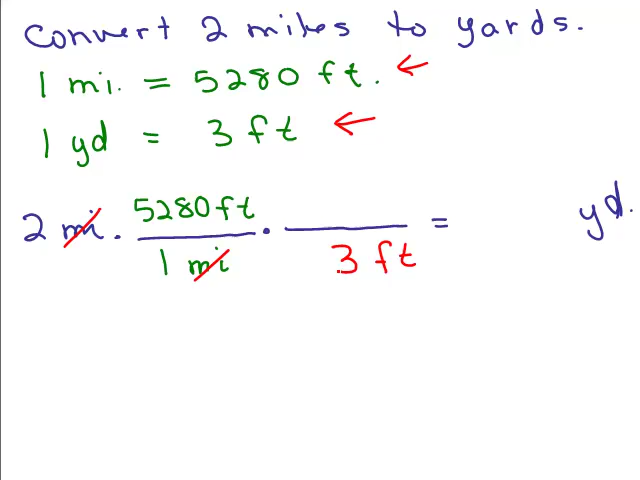 Convert 2 miles to yards.
1 mi. = 5280 ft. ←
1 yd = 3 ft ←
2 mi · 5280 ft / 1 mi · / 3 ft = yd.